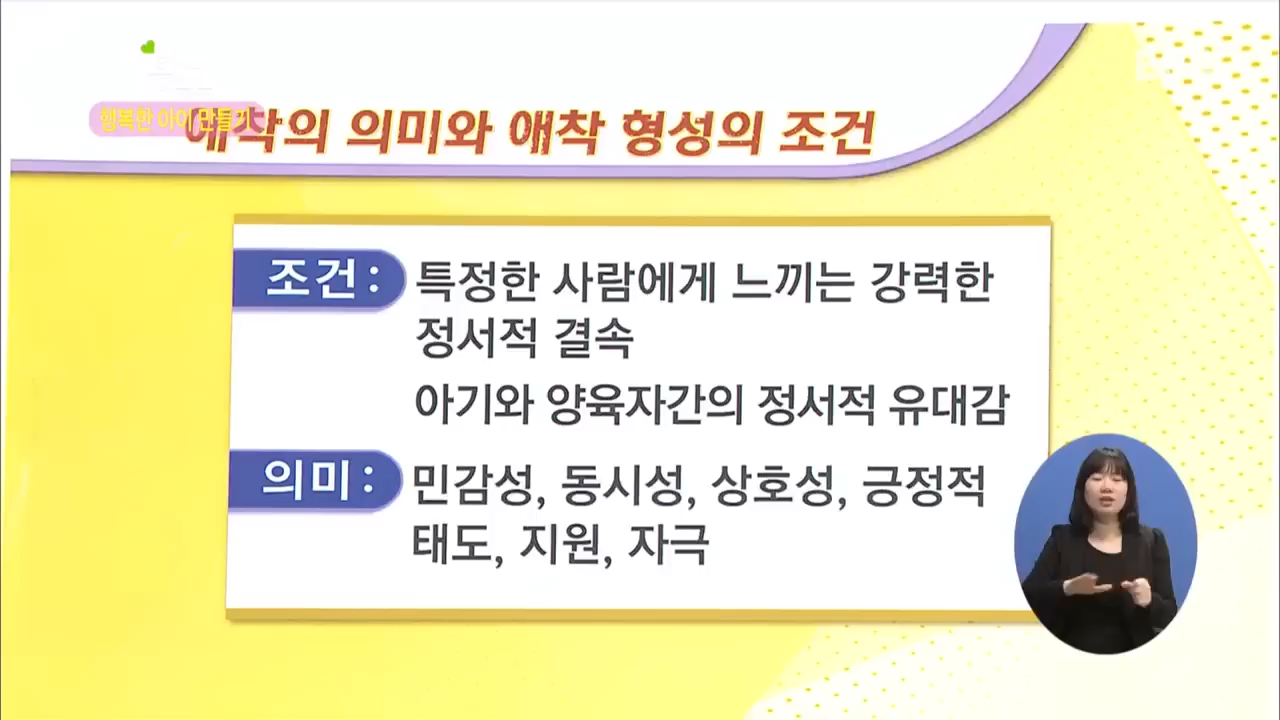 행복한 아이 만들기
애착의 의미와 애착 형성의 조건
조건 : 특정한 사람에게 느끼는 강력한
정서적 결속
아기와 양육자간의 정서적 유대감
의미 : 민감성, 동시성, 상호성, 긍정적
태도, 지원, 자극